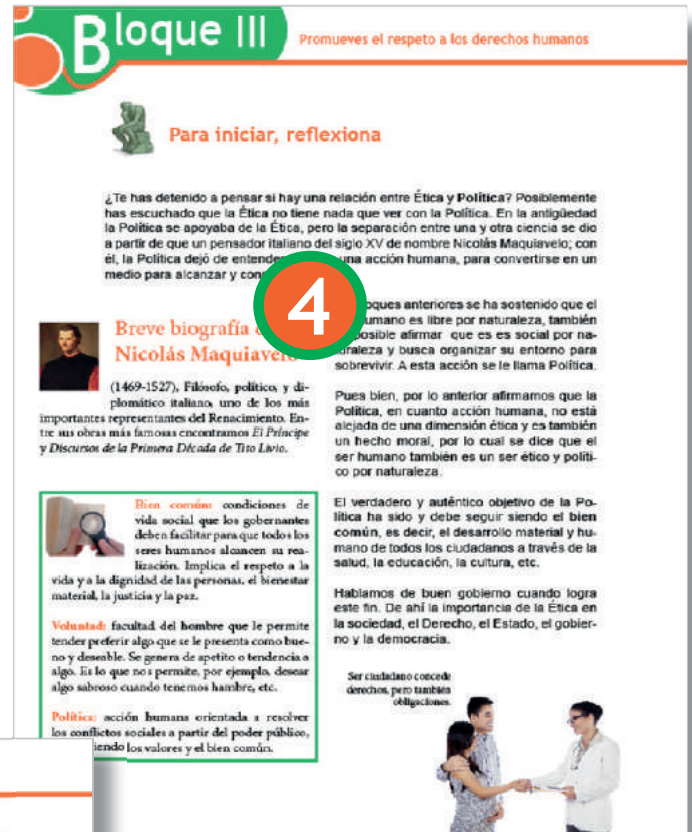 Bloque III
Promueves el respeto a los derechos humanos
Para iniciar, reflexiona
¿Te has detenido a pensar si hay una relación entre Ética y Política? Posiblemente
has escuchado que la Ética no tiene nada que ver con la Política. En la antigüedad
la Política se apoyaba de la Ética, pero la separación entre una y otra ciencia se dio
a partir de que un pensador italiano del siglo XV de nombre Nicolás Maquiavelo; con
él, la Política dejó de entender una acción humana, para convertirse en un
medio para alcanzar y
4
Breve biografía
Nicolás Maquiavelo
(1469-1527), Filósofo, político, y di-
plomático italiano, uno de los más
importantes representantes del Renacimiento. En-
tre sus obras más famosas encontramos El Príncipe
y Discursos de la Primera Década de Tito Livio.
Bien común: condiciones de
vida social que los gobernantes
deben facilitar para que todos los
seres humanos alcancen su rea-
lización. Implica el respeto a la
vida y a la dignidad de las personas, el bienestar
material, la justicia y la paz.
Voluntad: facultad del hombre que le permite
tender preferir algo que se le presenta como bue-
no y deseable. Se genera de apetito o tendencia a
algo. Es lo que nos permite, por ejemplo, desear
algo sabroso cuando tenemos hambre, etc.
Política: acción humana orientada a resolver
los conflictos sociales a partir del poder público,
los valores y el bien común.
anteriores se ha sostenido que el
umano es libre por naturaleza, también
posible afirmar que es es social por na-
uraleza y busca organizar su entorno para
sobrevivir. A esta acción se le llama Política.
Pues bien, por lo anterior afirmamos que la
Política, en cuanto acción humana, no está
alejada de una dimensión ética y es también
un hecho moral, por lo cual se dice que el
ser humano también es un ser ético y políti-
co por naturaleza.
El verdadero y auténtico objetivo de la Po-
lítica ha sido y debe seguir siendo el bien
común, es decir, el desarrollo material y hu-
mano de todos los ciudadanos a través de la
salud, la educación, la cultura, etc.
Hablamos de buen gobierno cuando logra
este fin. De ahí la importancia de la Ética en
la sociedad, el Derecho, el Estado, el gobier-
no y la democracia.
Ser ciudadano concede
derechos, pero también
obligaciones.